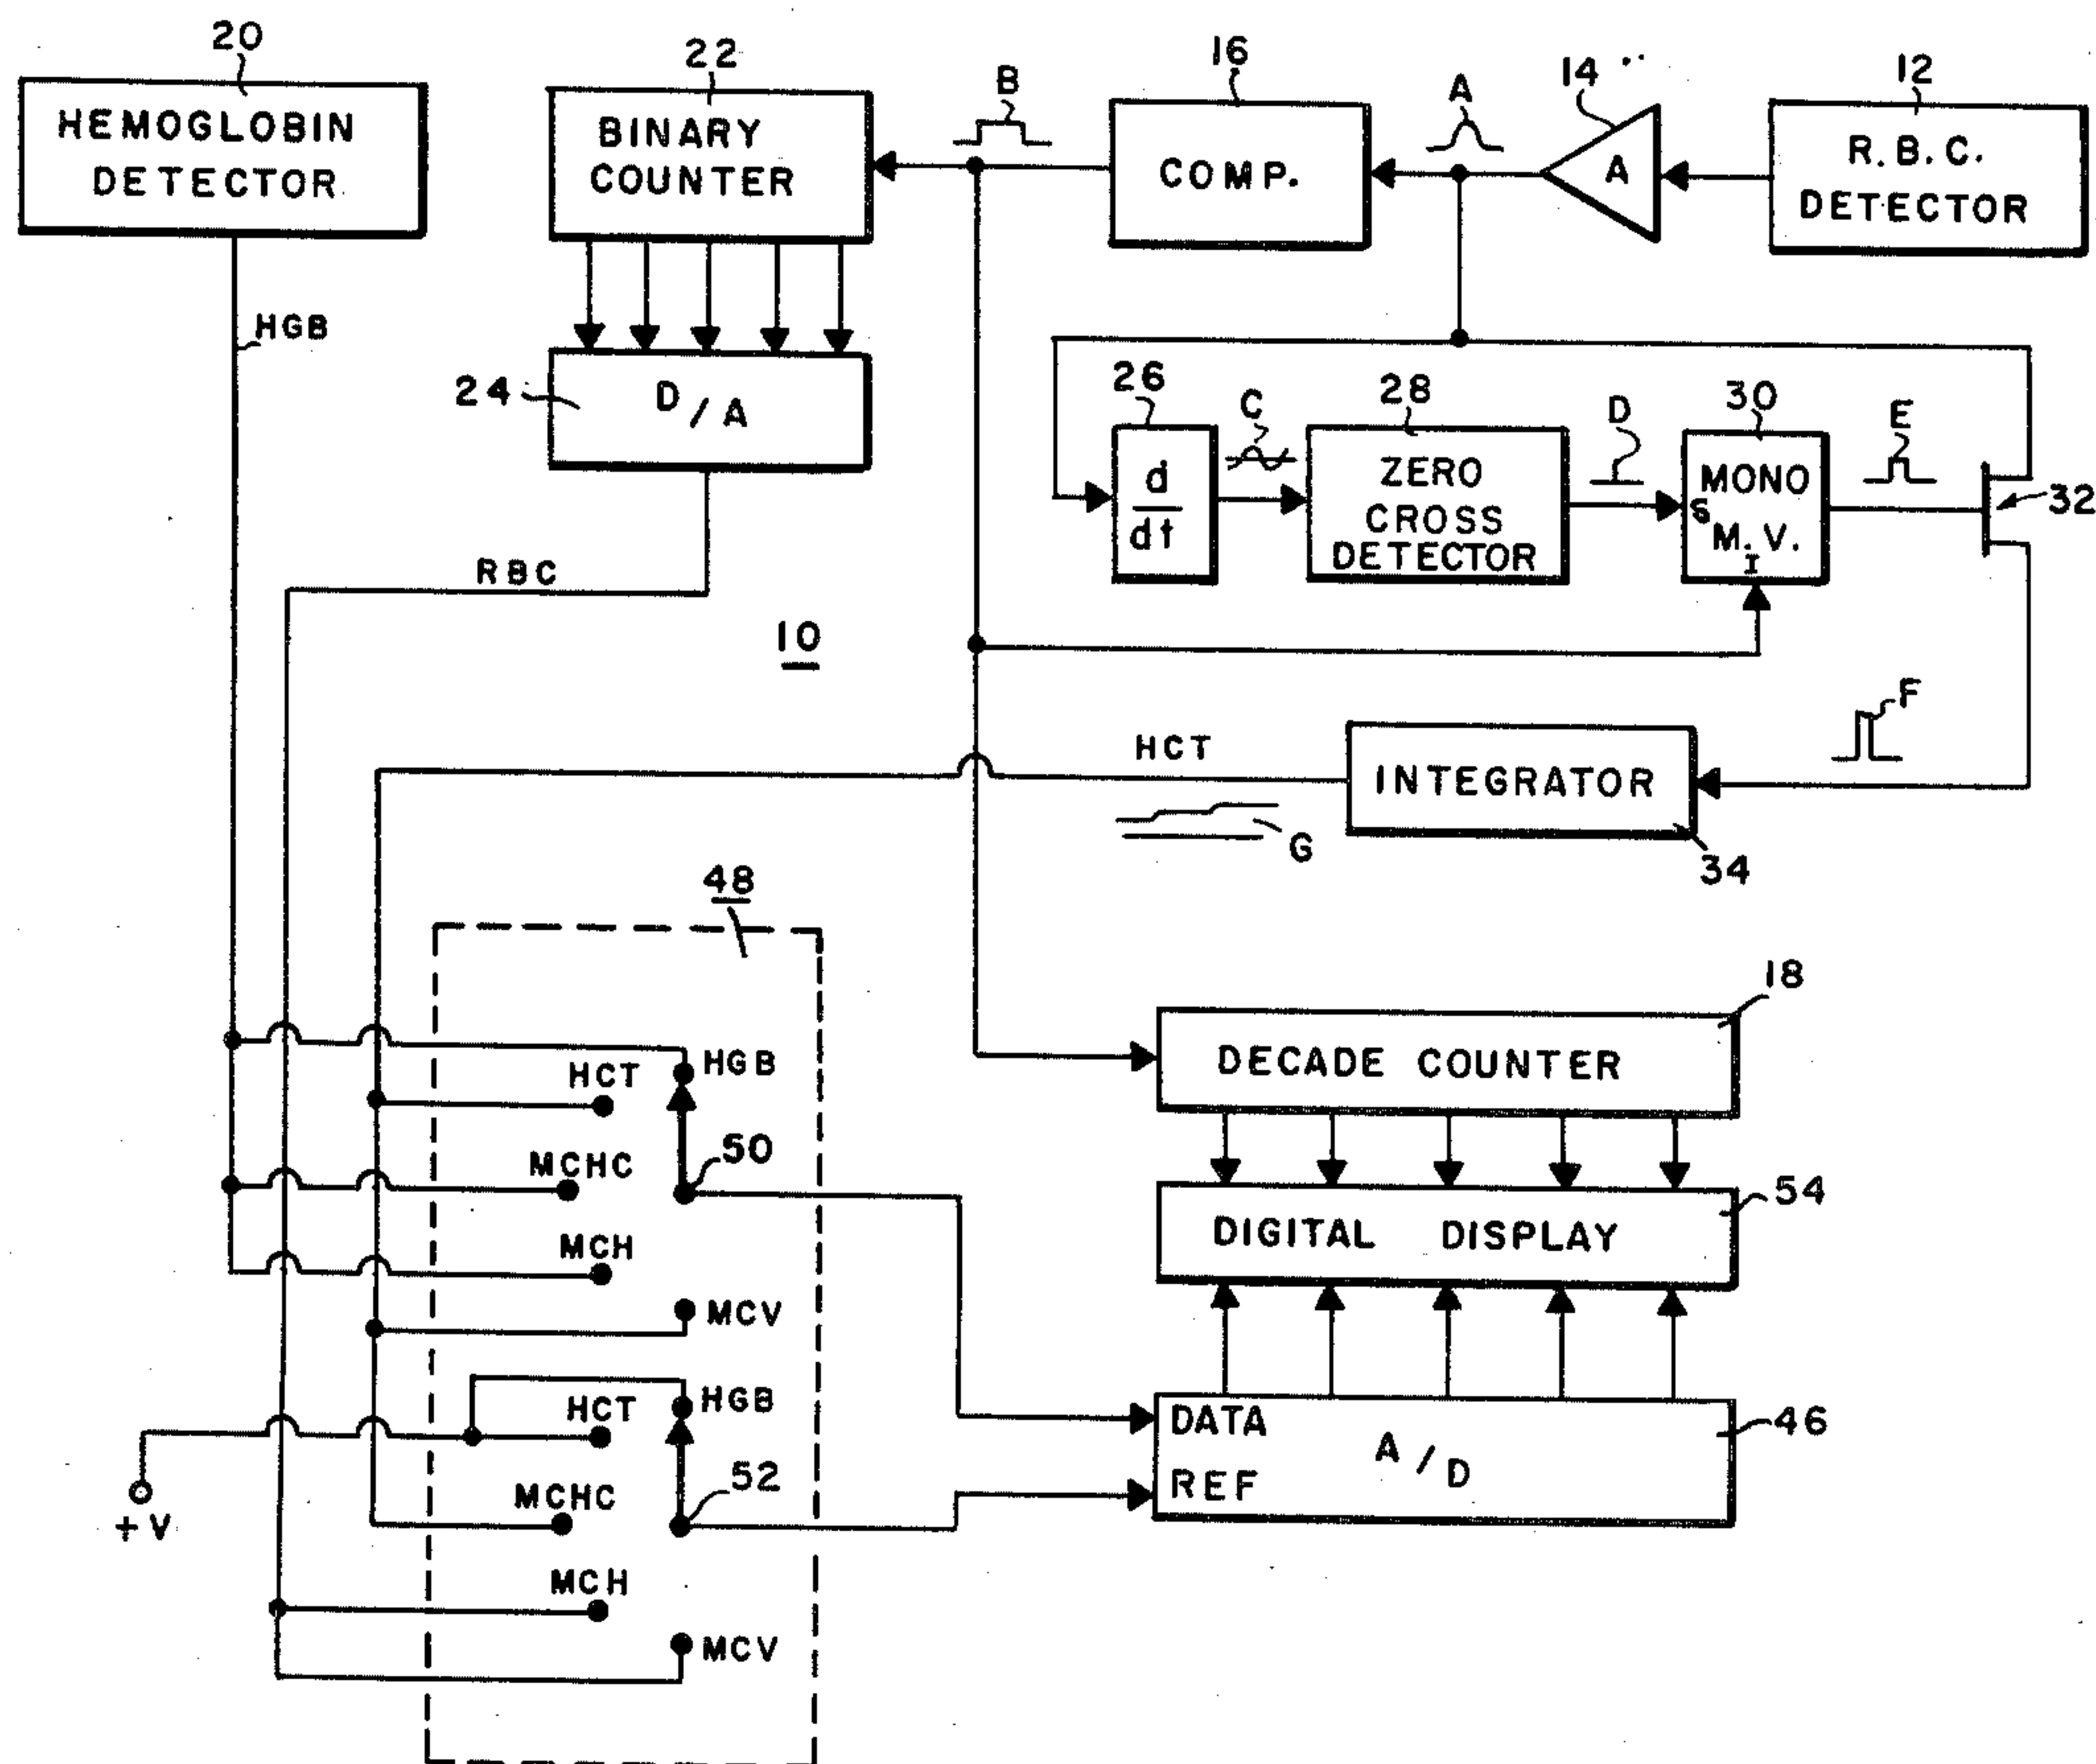 20
HEMOGLOBIN
DETECTOR
22
BINARY
COUNTER
B
16
COMP.
A
14
A
12
R.B.C.
DETECTOR
HGB
24
D/A
26
d
dt
C
28
ZERO
CROSS
DETECTOR
D
30
S
MONO
M.V.
I
E
32
RBC
10
F
HCT
INTEGRATOR
G
34
48
18
DECADE COUNTER
HGB
HCT
50
MCHC
54
DIGITAL DISPLAY
MCH
MCV
HGB
HCT
DATA
REF
A/D
46
52
MCHC
+V
MCH
MCV